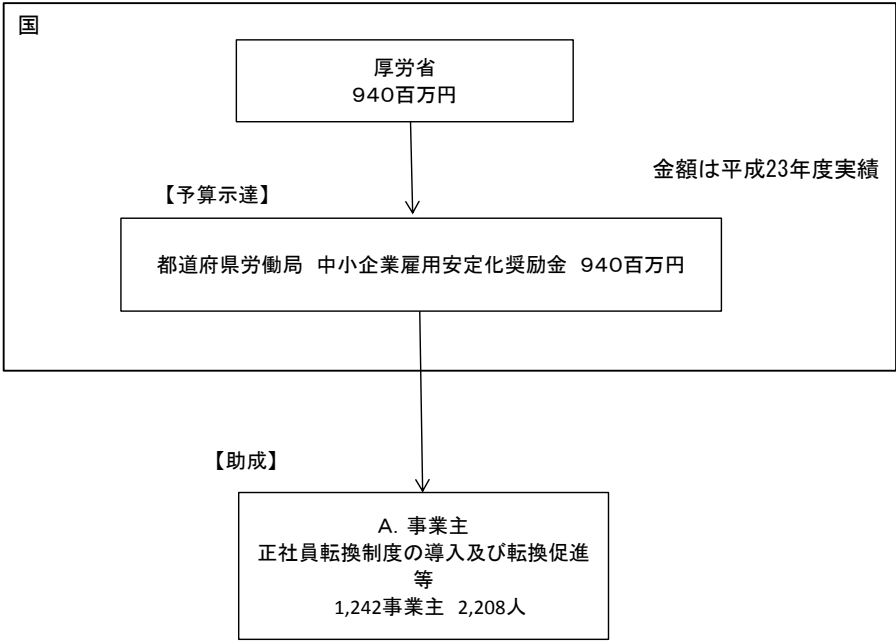 国
厚労省
９４０百万円
金額は平成23年度実績
【予算示達】
都道府県労働局　中小企業雇用安定化奨励金　９４０百万円
【助成】
Ａ．事業主
正社員転換制度の導入及び転換促進
等
1,242事業主　2,208人